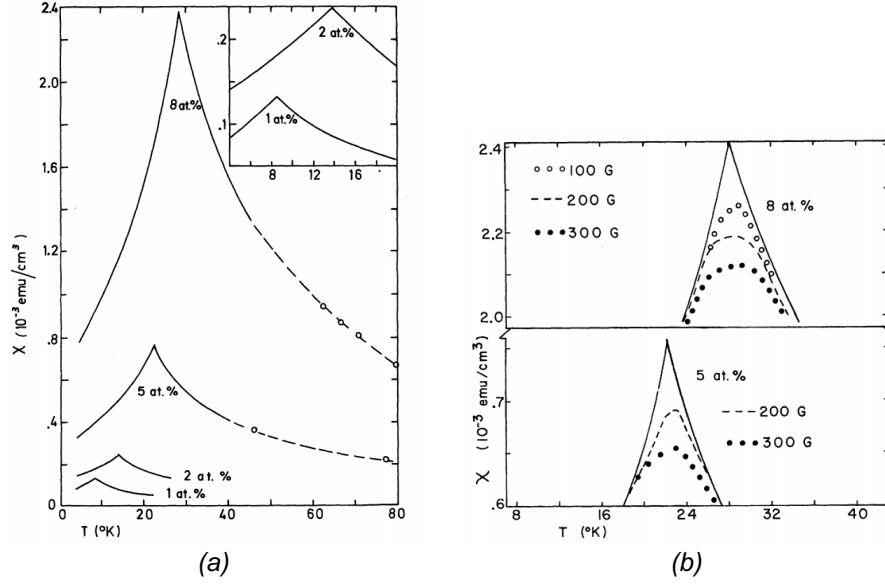 2.4
2.0
1.6
1.2
.8
.4
0
χ (10⁻³ emu/cm³)
8 at.%
5 at.%
2 at.%
1 at.%
0 20 40 60 80
T (°K)
.2
.1
2 at.%
1 at.%
8 12 16
(a)
2.4
2.2
2.0
○ ○ ○ 100 G
--- 200 G
● ● ● 300 G
8 at.%
χ (10⁻³ emu/cm³)
.7
.6
5 at.%
--- 200 G
● ● ● 300 G
8 16 24 32 40
T (°K)
(b)